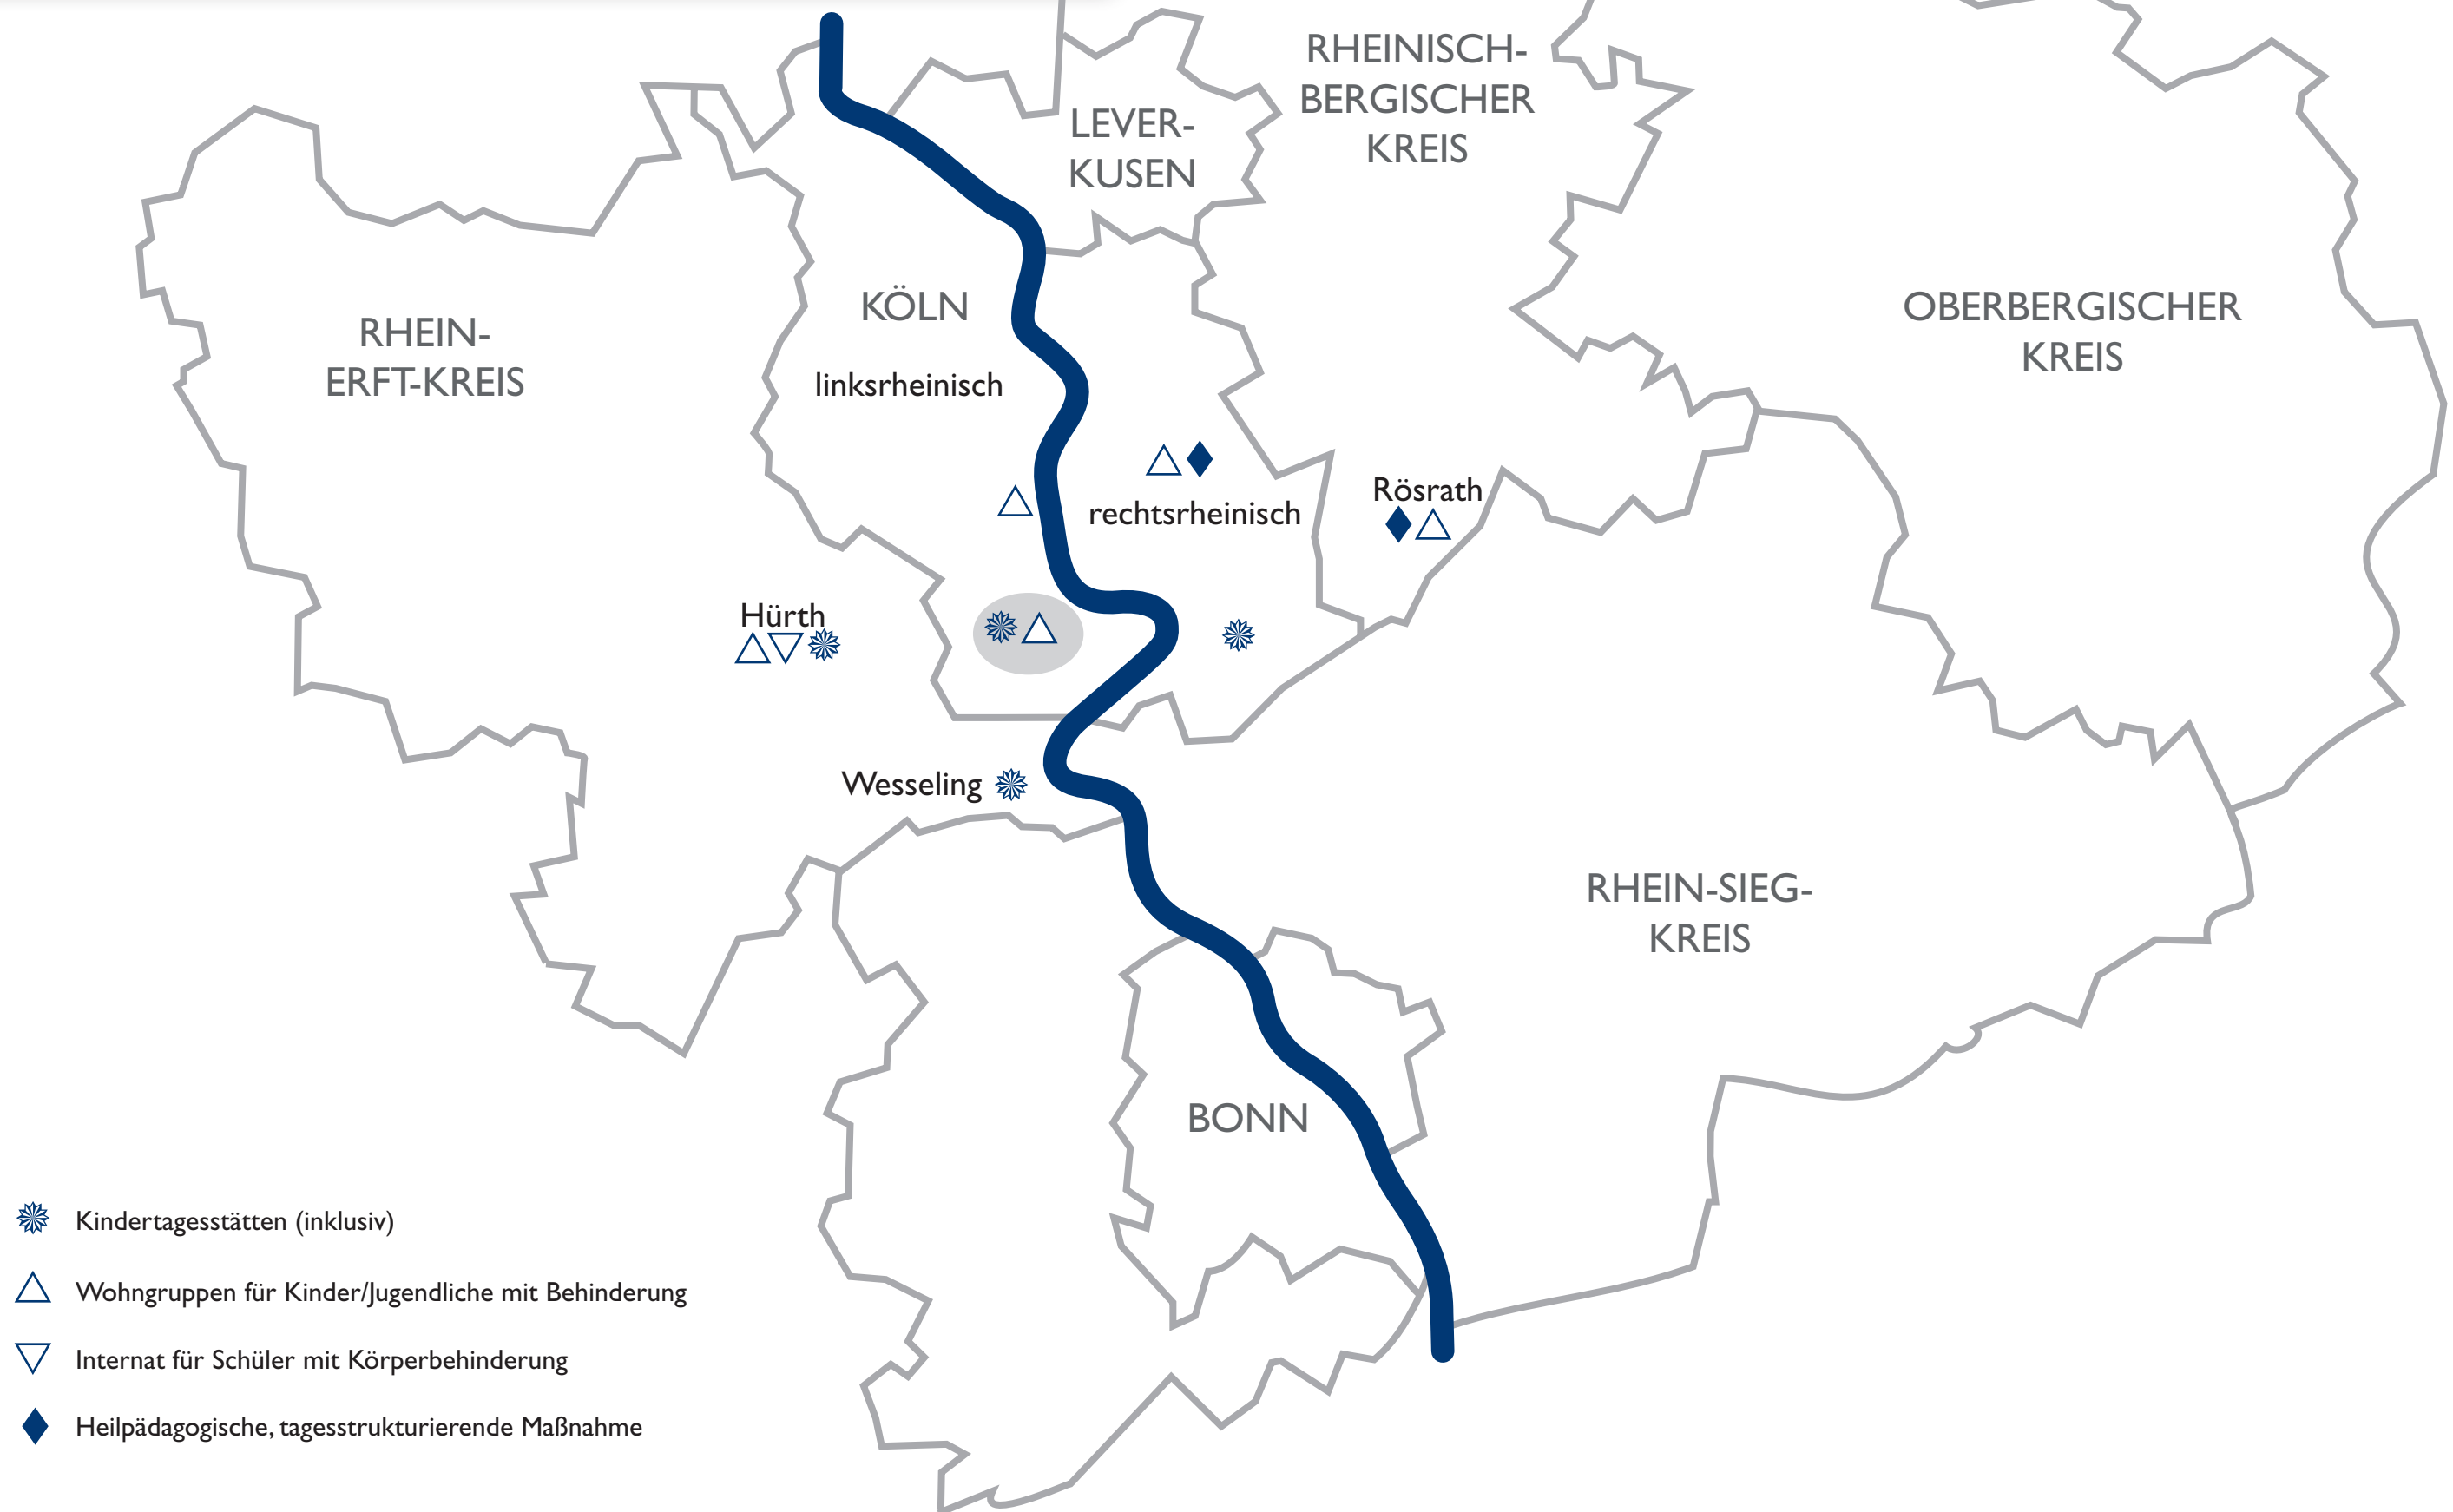 RHEINISCH-
BERGISCHER
KREIS
LEVER-
KUSEN
KÖLN
linksrheinisch
RHEIN-
ERFT-KREIS
OBERBERGISCHER
KREIS
rechtsrheinisch
Rösrath
Hürth
Wesseling
RHEIN-SIEG-
KREIS
BONN
Kindertagesstätten (inklusiv)
Wohngruppen für Kinder/Jugendliche mit Behinderung
Internat für Schüler mit Körperbehinderung
Heilpädagogische, tagesstrukturierende Maßnahme